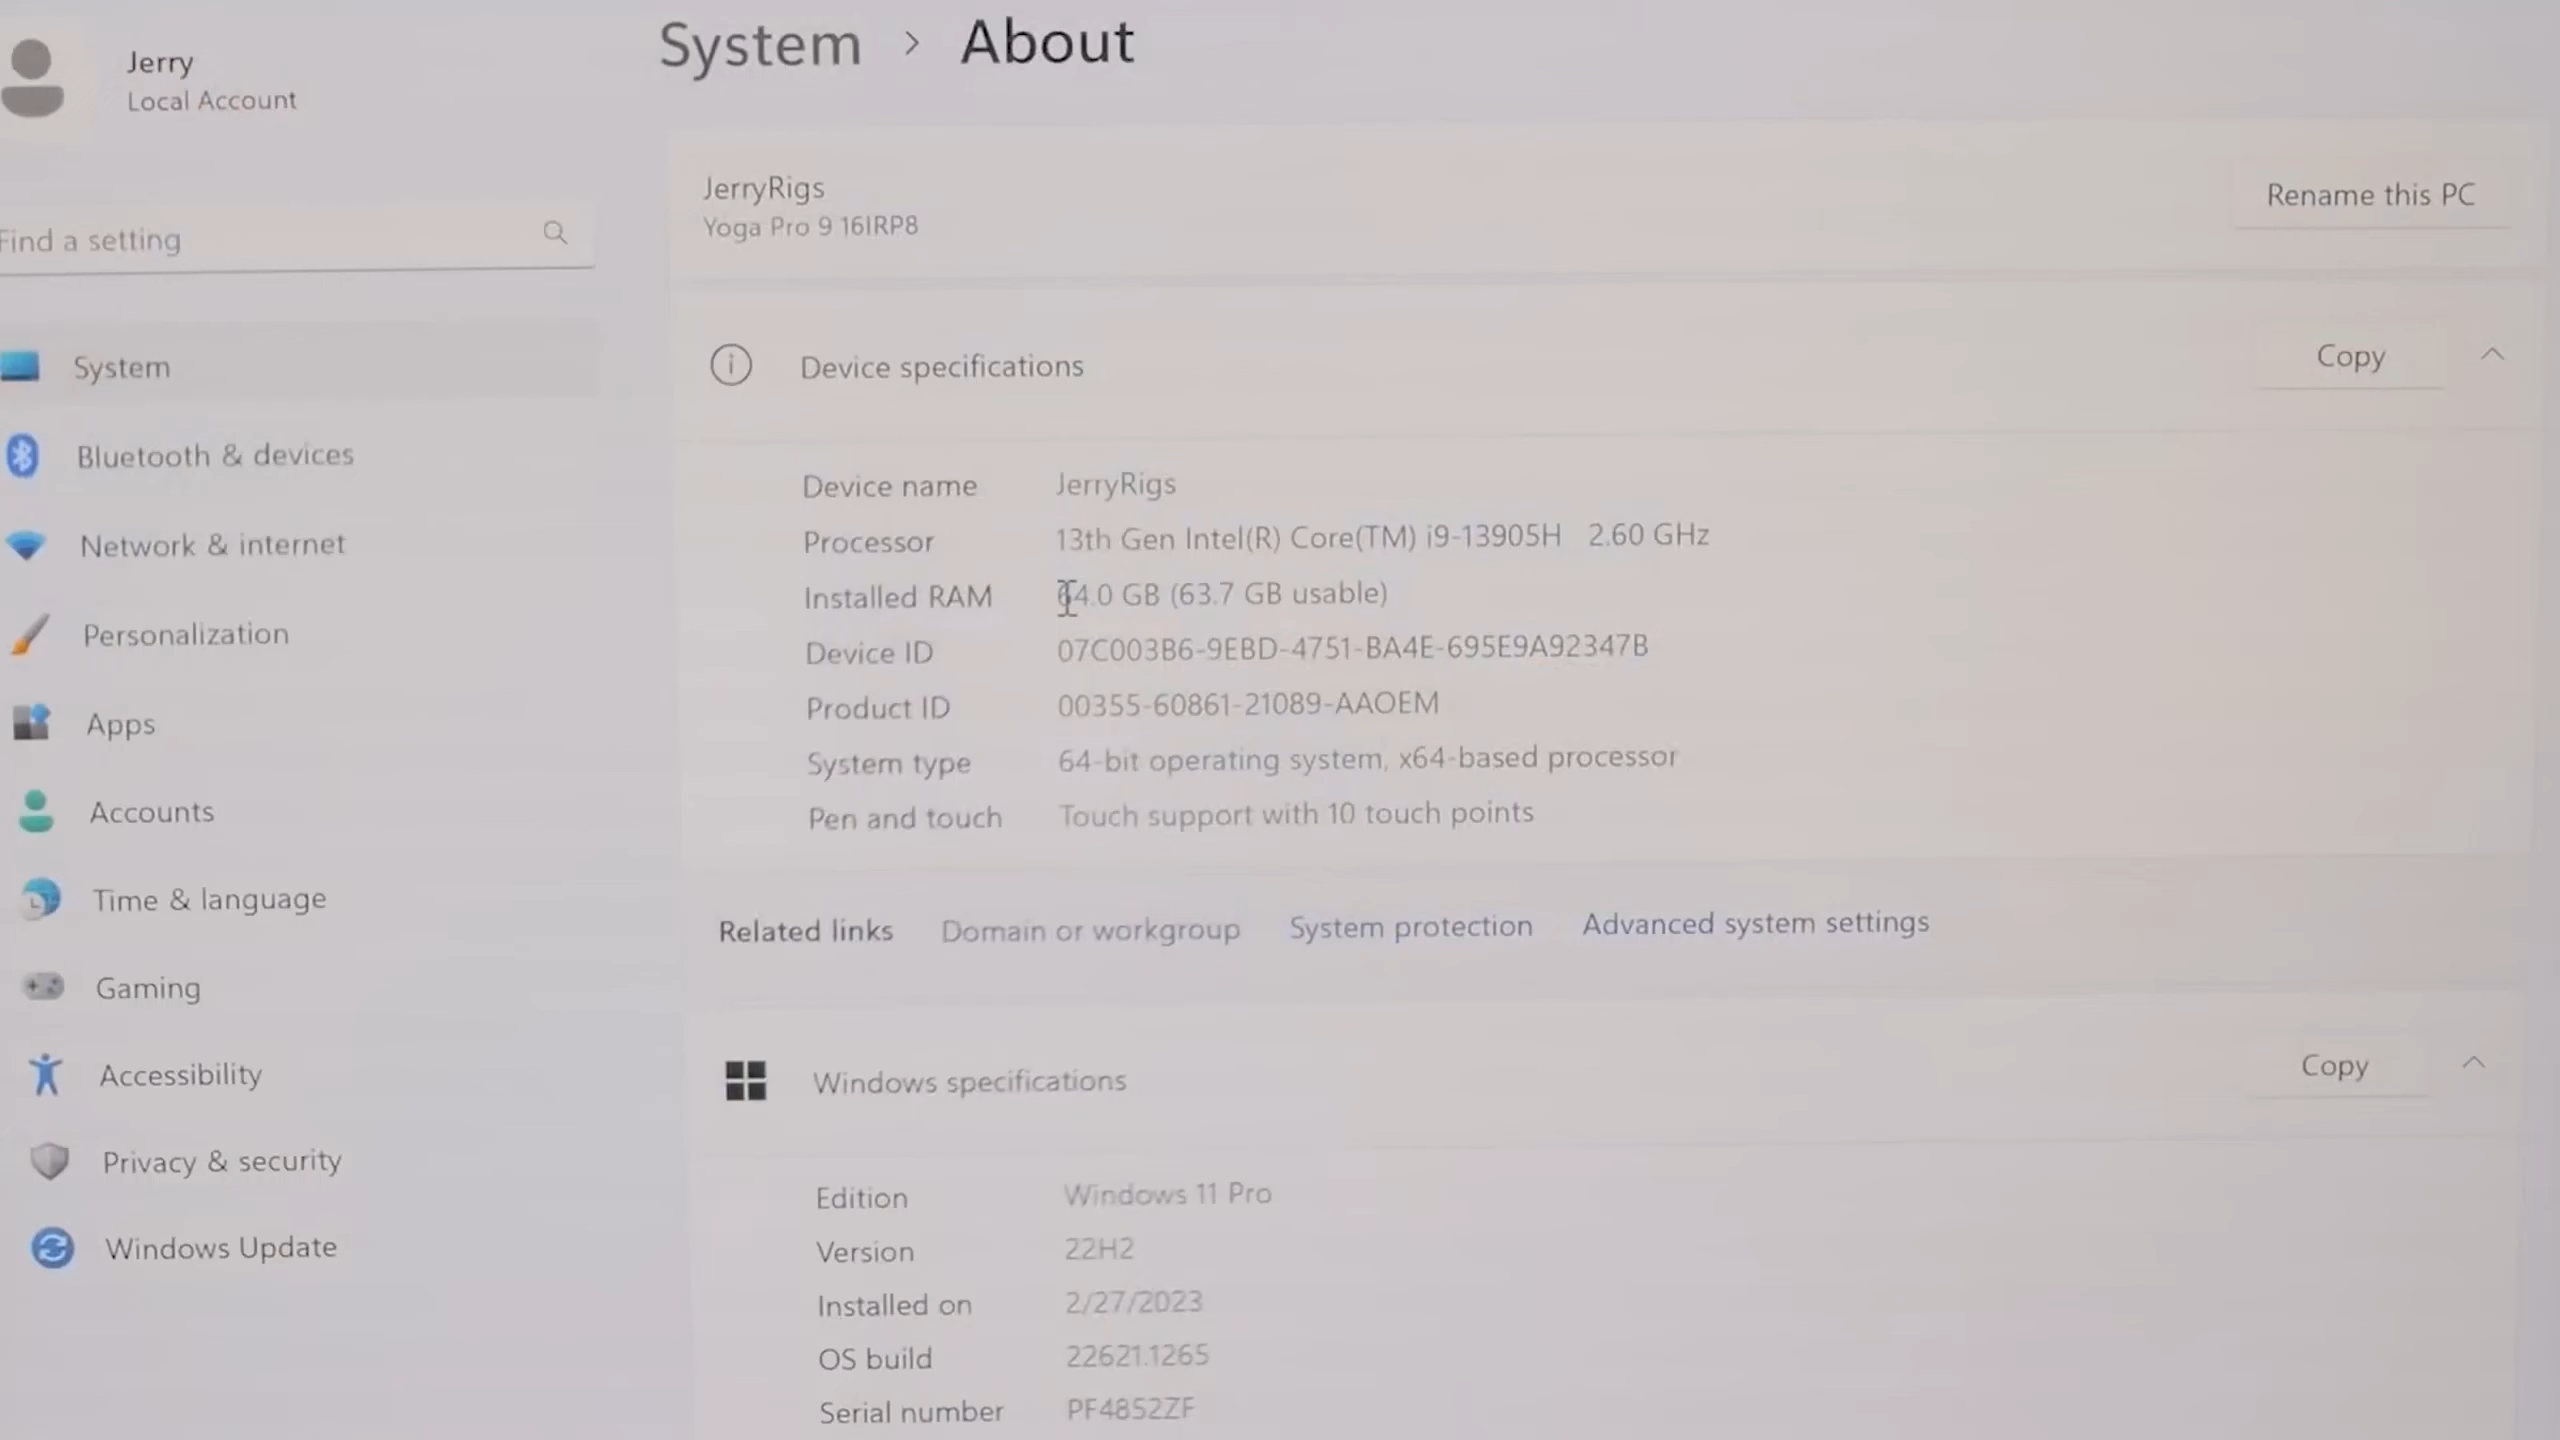 System > About
Jerry
Local Account
Find a setting
System
Bluetooth & devices
Network & internet
Personalization
Apps
Accounts
Time & language
Gaming
Accessibility
Privacy & security
Windows Update
JerryRigs
Yoga Pro 9 16IRP8
Rename this PC
Device specifications
Copy
Device name JerryRigs
Processor 13th Gen Intel(R) Core(TM) i9-13905H 2.60 GHz
Installed RAM 64.0 GB (63.7 GB usable)
Device ID 07C003B6-9EBD-4751-BA4E-695E9A92347B
Product ID 00355-60861-21089-AAOEM
System type 64-bit operating system, x64-based processor
Pen and touch Touch support with 10 touch points
Related links Domain or workgroup System protection Advanced system settings
Windows specifications
Copy
Edition Windows 11 Pro
Version 22H2
Installed on 2/27/2023
OS build 22621.1265
Serial number PF4852ZF